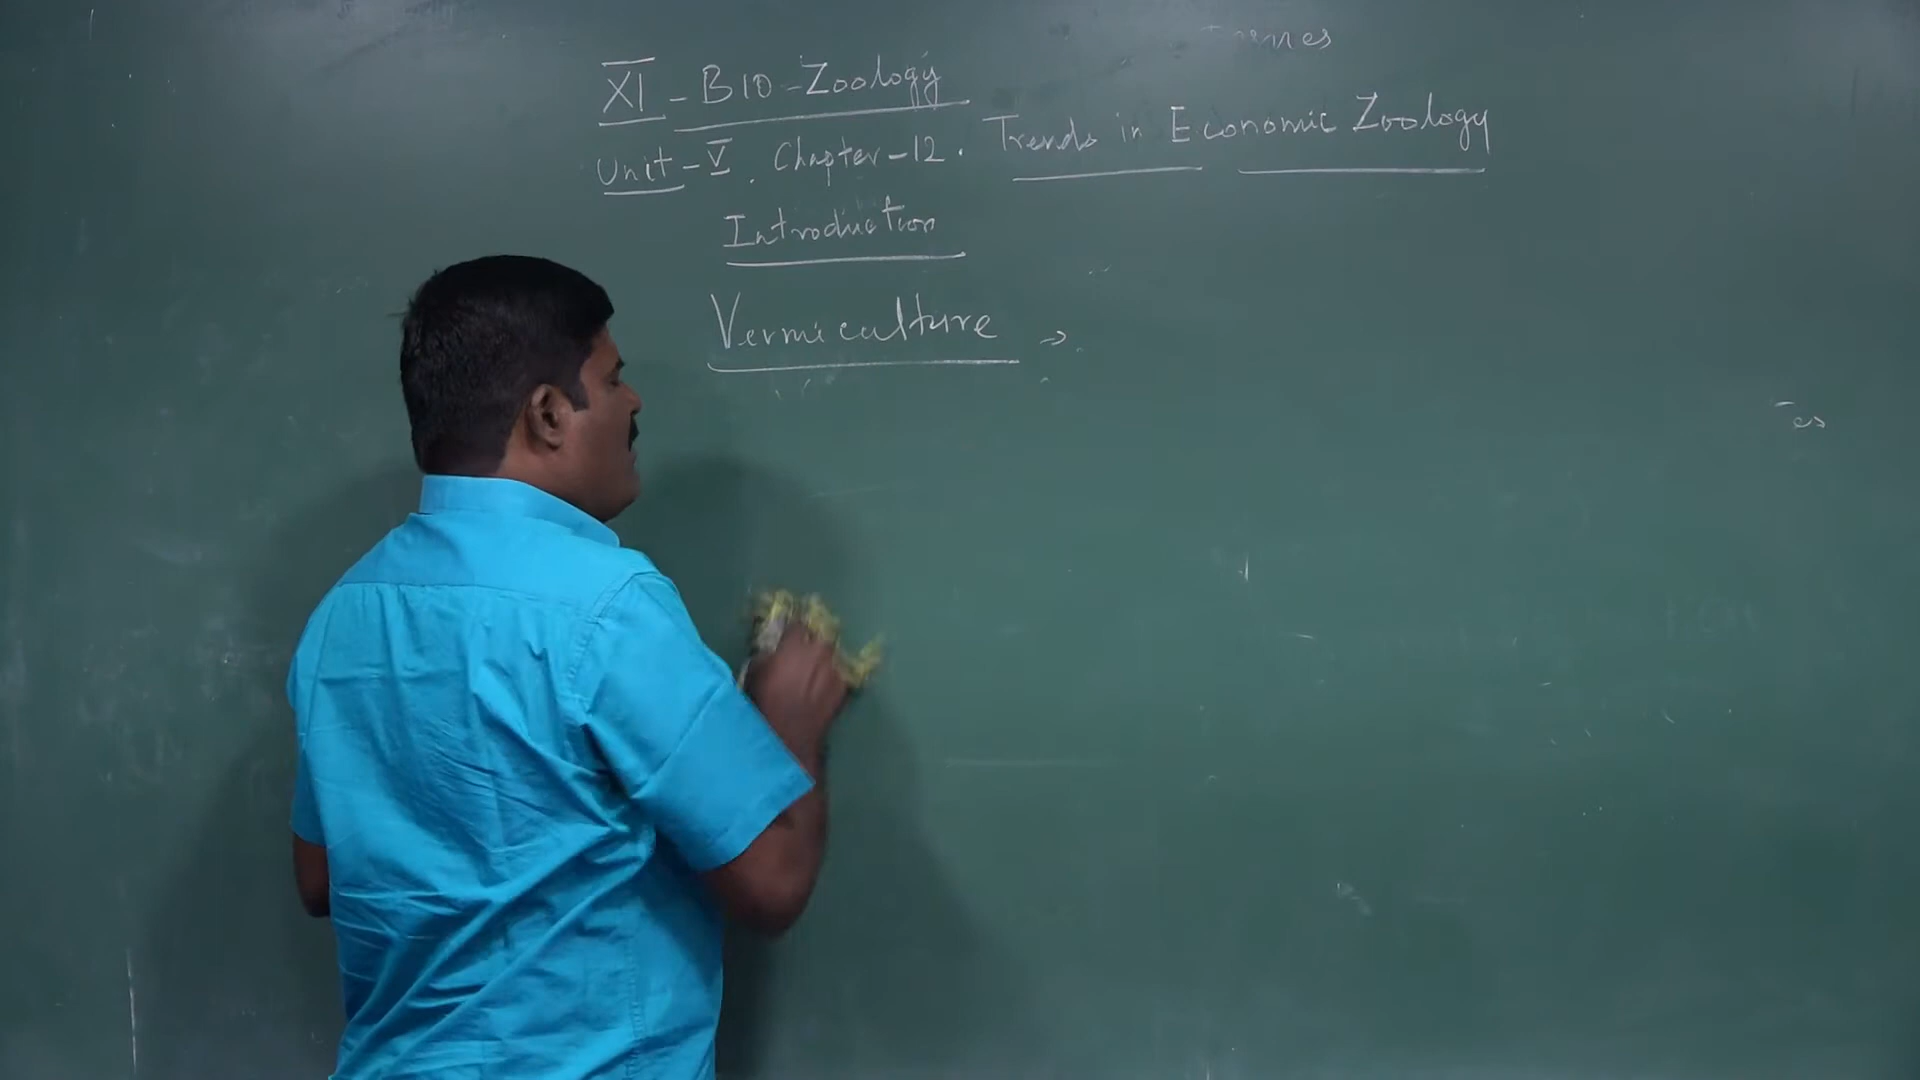 XI - BIO - Zoology
Unit - V. Chapter - 12. Trends in Economic Zoology
Introduction
Vermiculture →